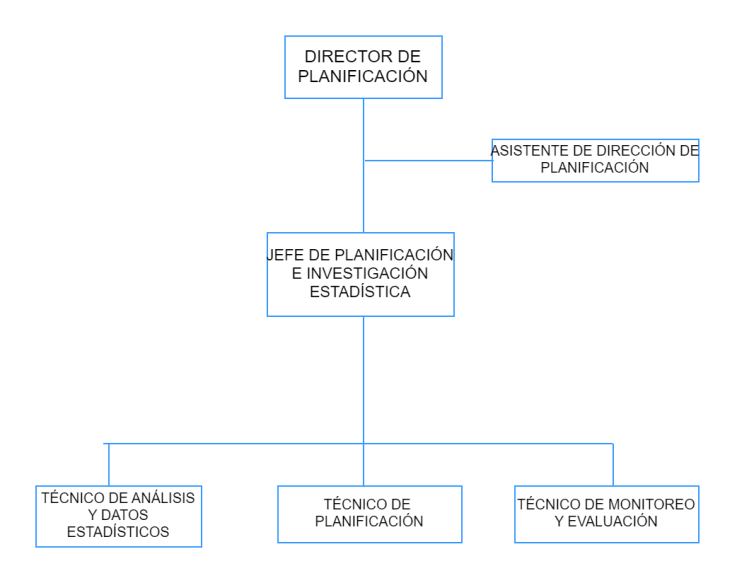 DIRECTOR DE
PLANIFICACIÓN
ASISTENTE DE DIRECCIÓN DE
PLANIFICACIÓN
JEFE DE PLANIFICACIÓN
E INVESTIGACIÓN
ESTADÍSTICA
TÉCNICO DE ANÁLISIS
Y DATOS
ESTADÍSTICOS
TÉCNICO DE
PLANIFICACIÓN
TÉCNICO DE MONITOREO
Y EVALUACIÓN